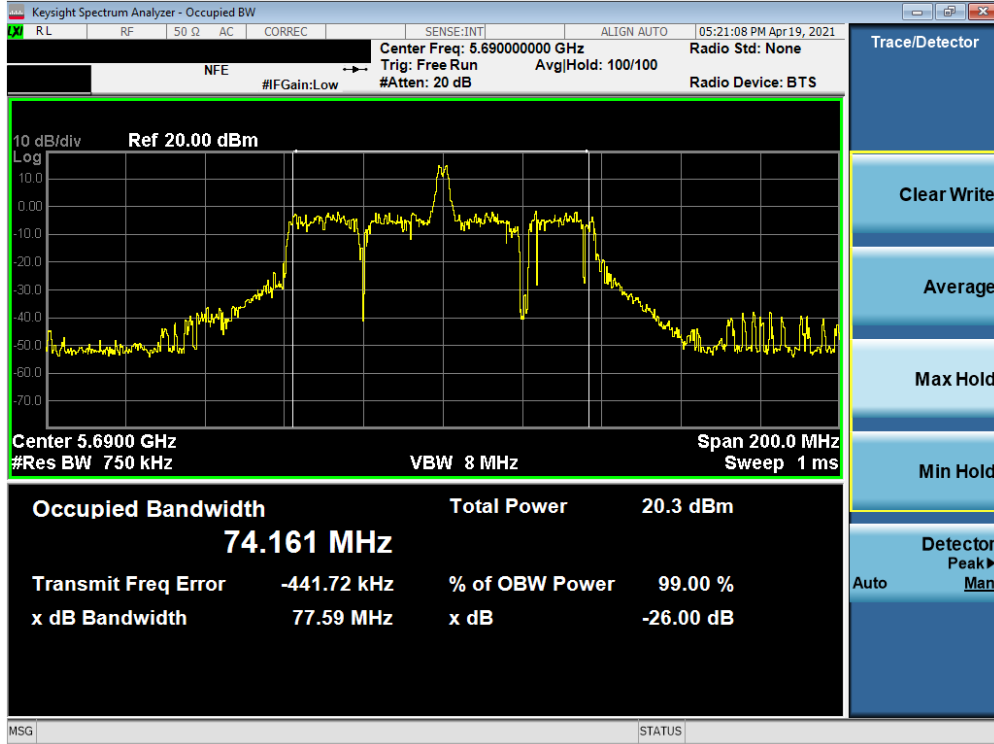 Keysight Spectrum Analyzer - Occupied BW
LXI RL RF 50 Ω AC CORREC SENSE:INT ALIGN AUTO 05:21:08 PM Apr 19, 2021
Center Freq: 5.690000000 GHz Radio Std: None
NFE Trig: Free Run Avg|Hold: 100/100
#IFGain:Low #Atten: 20 dB Radio Device: BTS
Trace/Detector
10 dB/div Ref 20.00 dBm
Log
10.0
0.00
-10.0
-20.0
-30.0
-40.0
-50.0
-60.0
-70.0
Center 5.6900 GHz Span 200.0 MHz
#Res BW 750 kHz VBW 8 MHz Sweep 1 ms
Occupied Bandwidth Total Power 20.3 dBm
74.161 MHz
Transmit Freq Error -441.72 kHz % of OBW Power 99.00 %
x dB Bandwidth 77.59 MHz x dB -26.00 dB
Clear Write
Average
Max Hold
Min Hold
Detector
Peak▶
Auto Man
MSG STATUS